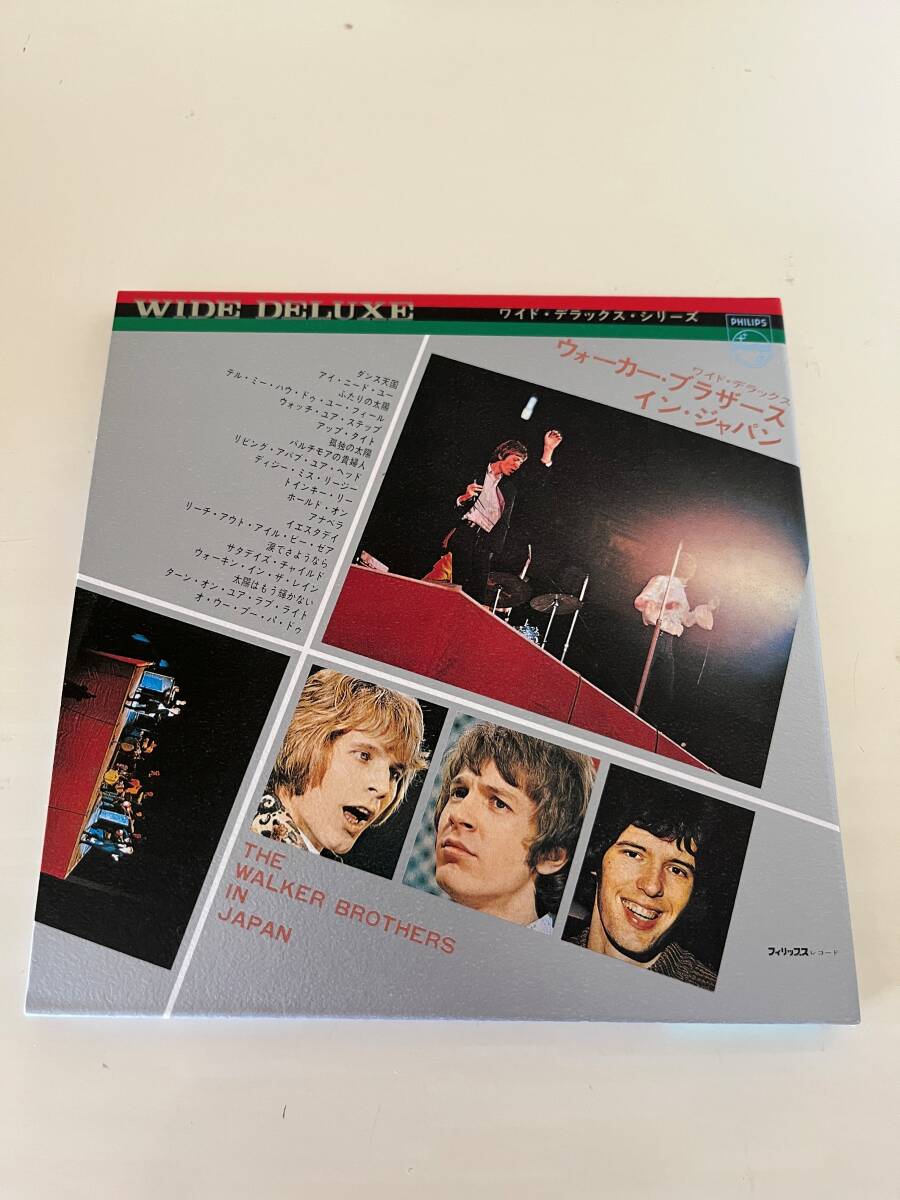 WIDE DELUXE
ワイド・デラックス・シリーズ
PHILIPS
ワイド・デラックス
ウォーカー・ブラザース
イン・ジャパン
ダンス天国
アイ・ニード・ユー
ふたりの太陽
テル・ミー・ハウ・ドゥ・ユー・フィール
ウォッチ・ユア・ステップ
アップ・タイト
孤独の太陽
バルチモアの貴婦人
リビング・アバブ・ユア・ヘッド
ディジー・ミス・リージー
トインキー・リー
ホールド・オン
アナベラ
イエスタデイ
リーチ・アウト・アイル・ビー・ゼア
涙でさようなら
サタデイズ・チャイルド
ウォーキン・イン・ザ・レイン
太陽はもう輝かない
ターン・オン・ユア・ラブ・ライト
オ・ウー・プー・パ・ドゥ
THE
WALKER BROTHERS
IN
JAPAN
フィリップスレコード